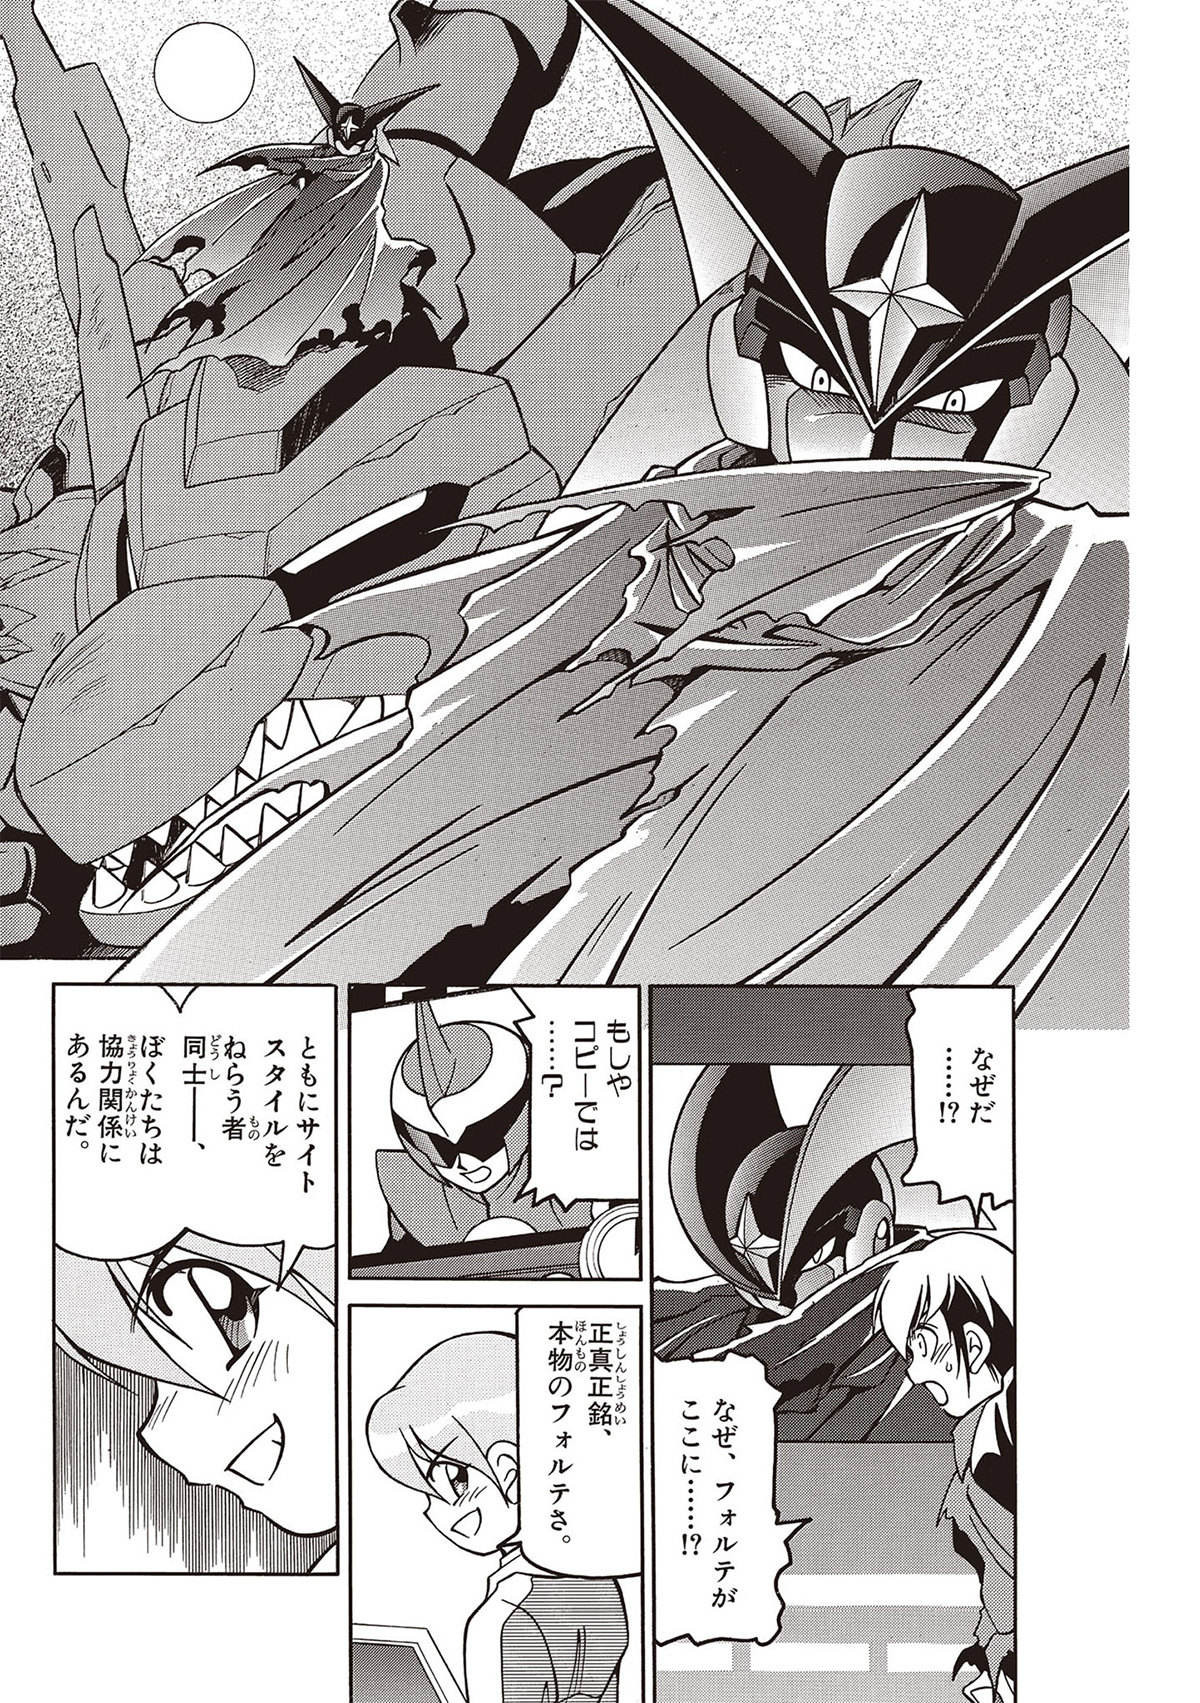 なぜだ
……!?
なぜ、フォルテが
ここに……!?
もしや
コピーでは
……?
正真正銘、
本物のフォルテさ。
ともにサイト
スタイルを
ねらう者
同士──、
ぼくたちは
協力関係に
あるんだ。